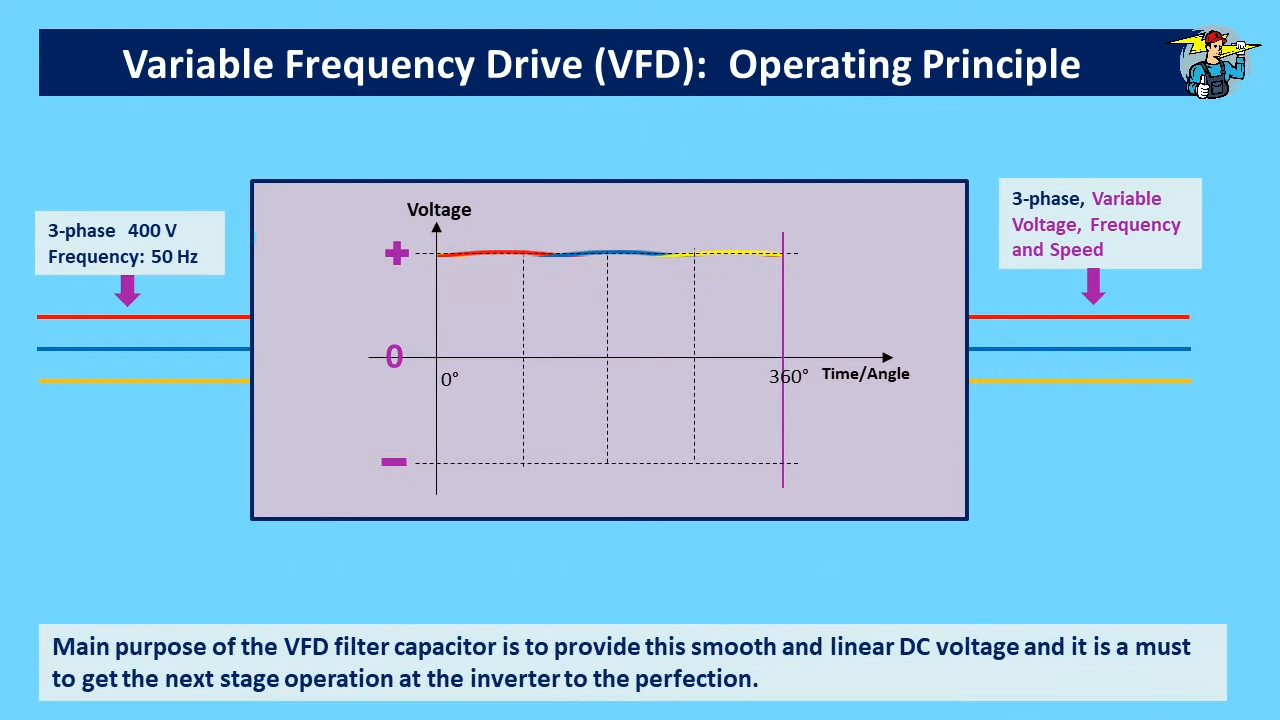 Variable Frequency Drive (VFD):  Operating Principle
3-phase   400 V
Frequency: 50 Hz
Voltage
+
0
−
0°
360°
Time/Angle
3-phase, Variable
Voltage, Frequency
and Speed
Main purpose of the VFD filter capacitor is to provide this smooth and linear DC voltage and it is a must
to get the next stage operation at the inverter to the perfection.